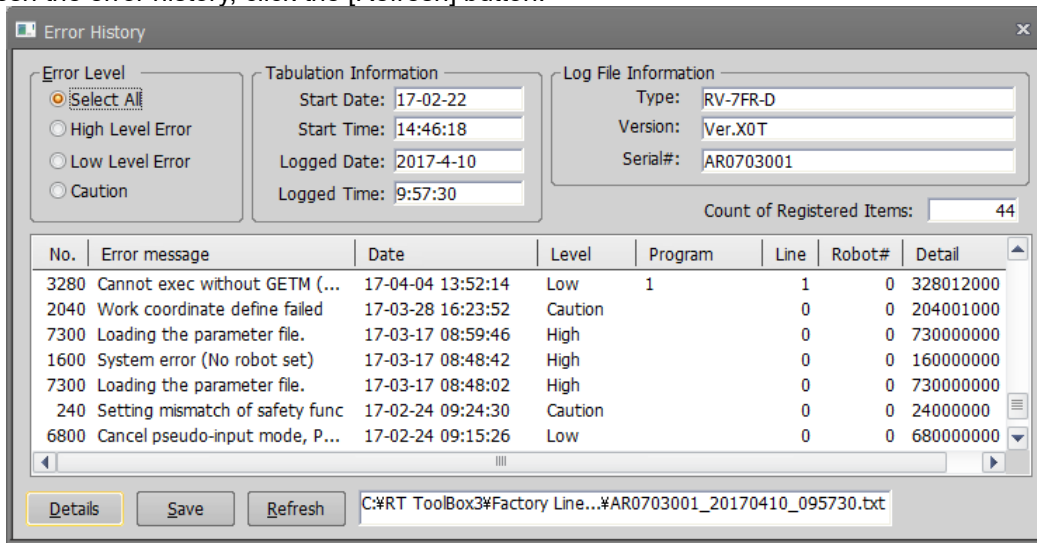 the error history, click the [Refresh] button.
Error History
Error Level
Select All
High Level Error
Low Level Error
Caution
Tabulation Information
Start Date: 17-02-22
Start Time: 14:46:18
Logged Date: 2017-4-10
Logged Time: 9:57:30
Log File Information
Type: RV-7FR-D
Version: Ver.X0T
Serial#: AR0703001
Count of Registered Items: 44
No. Error message Date Level Program Line Robot# Detail
3280 Cannot exec without GETM (... 17-04-04 13:52:14 Low 1 1 0 328012000
2040 Work coordinate define failed 17-03-28 16:23:52 Caution 0 0 204001000
7300 Loading the parameter file. 17-03-17 08:59:46 High 0 0 730000000
1600 System error (No robot set) 17-03-17 08:48:42 High 0 0 160000000
7300 Loading the parameter file. 17-03-17 08:48:02 High 0 0 730000000
240 Setting mismatch of safety func 17-02-24 09:24:30 Caution 0 0 24000000
6800 Cancel pseudo-input mode, P... 17-02-24 09:15:26 Low 0 0 680000000
Details Save Refresh C:¥RT ToolBox3¥Factory Line...¥AR0703001_20170410_095730.txt